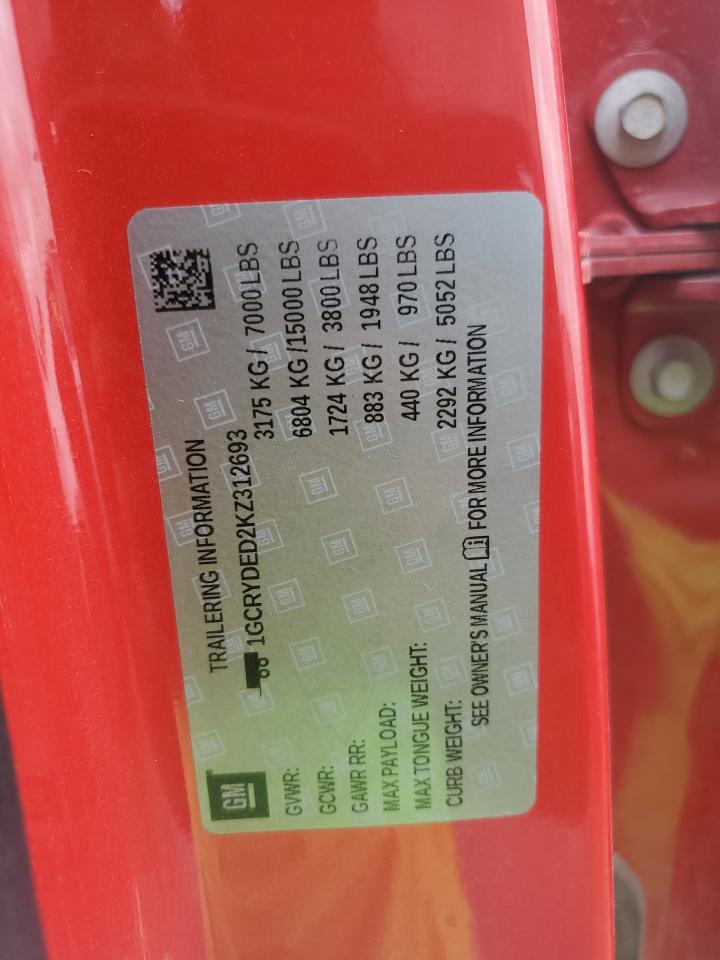 TRAILERING INFORMATION
GM
1GCRYDED2KZ312693
GVWR: 3175 KG / 7000 LBS
GCWR: 6804 KG /15000 LBS
GAWR RR: 1724 KG / 3800 LBS
MAX PAYLOAD: 883 KG / 1948 LBS
MAX TONGUE WEIGHT: 440 KG / 970 LBS
CURB WEIGHT: 2292 KG / 5052 LBS
SEE OWNER'S MANUAL FOR MORE INFORMATION